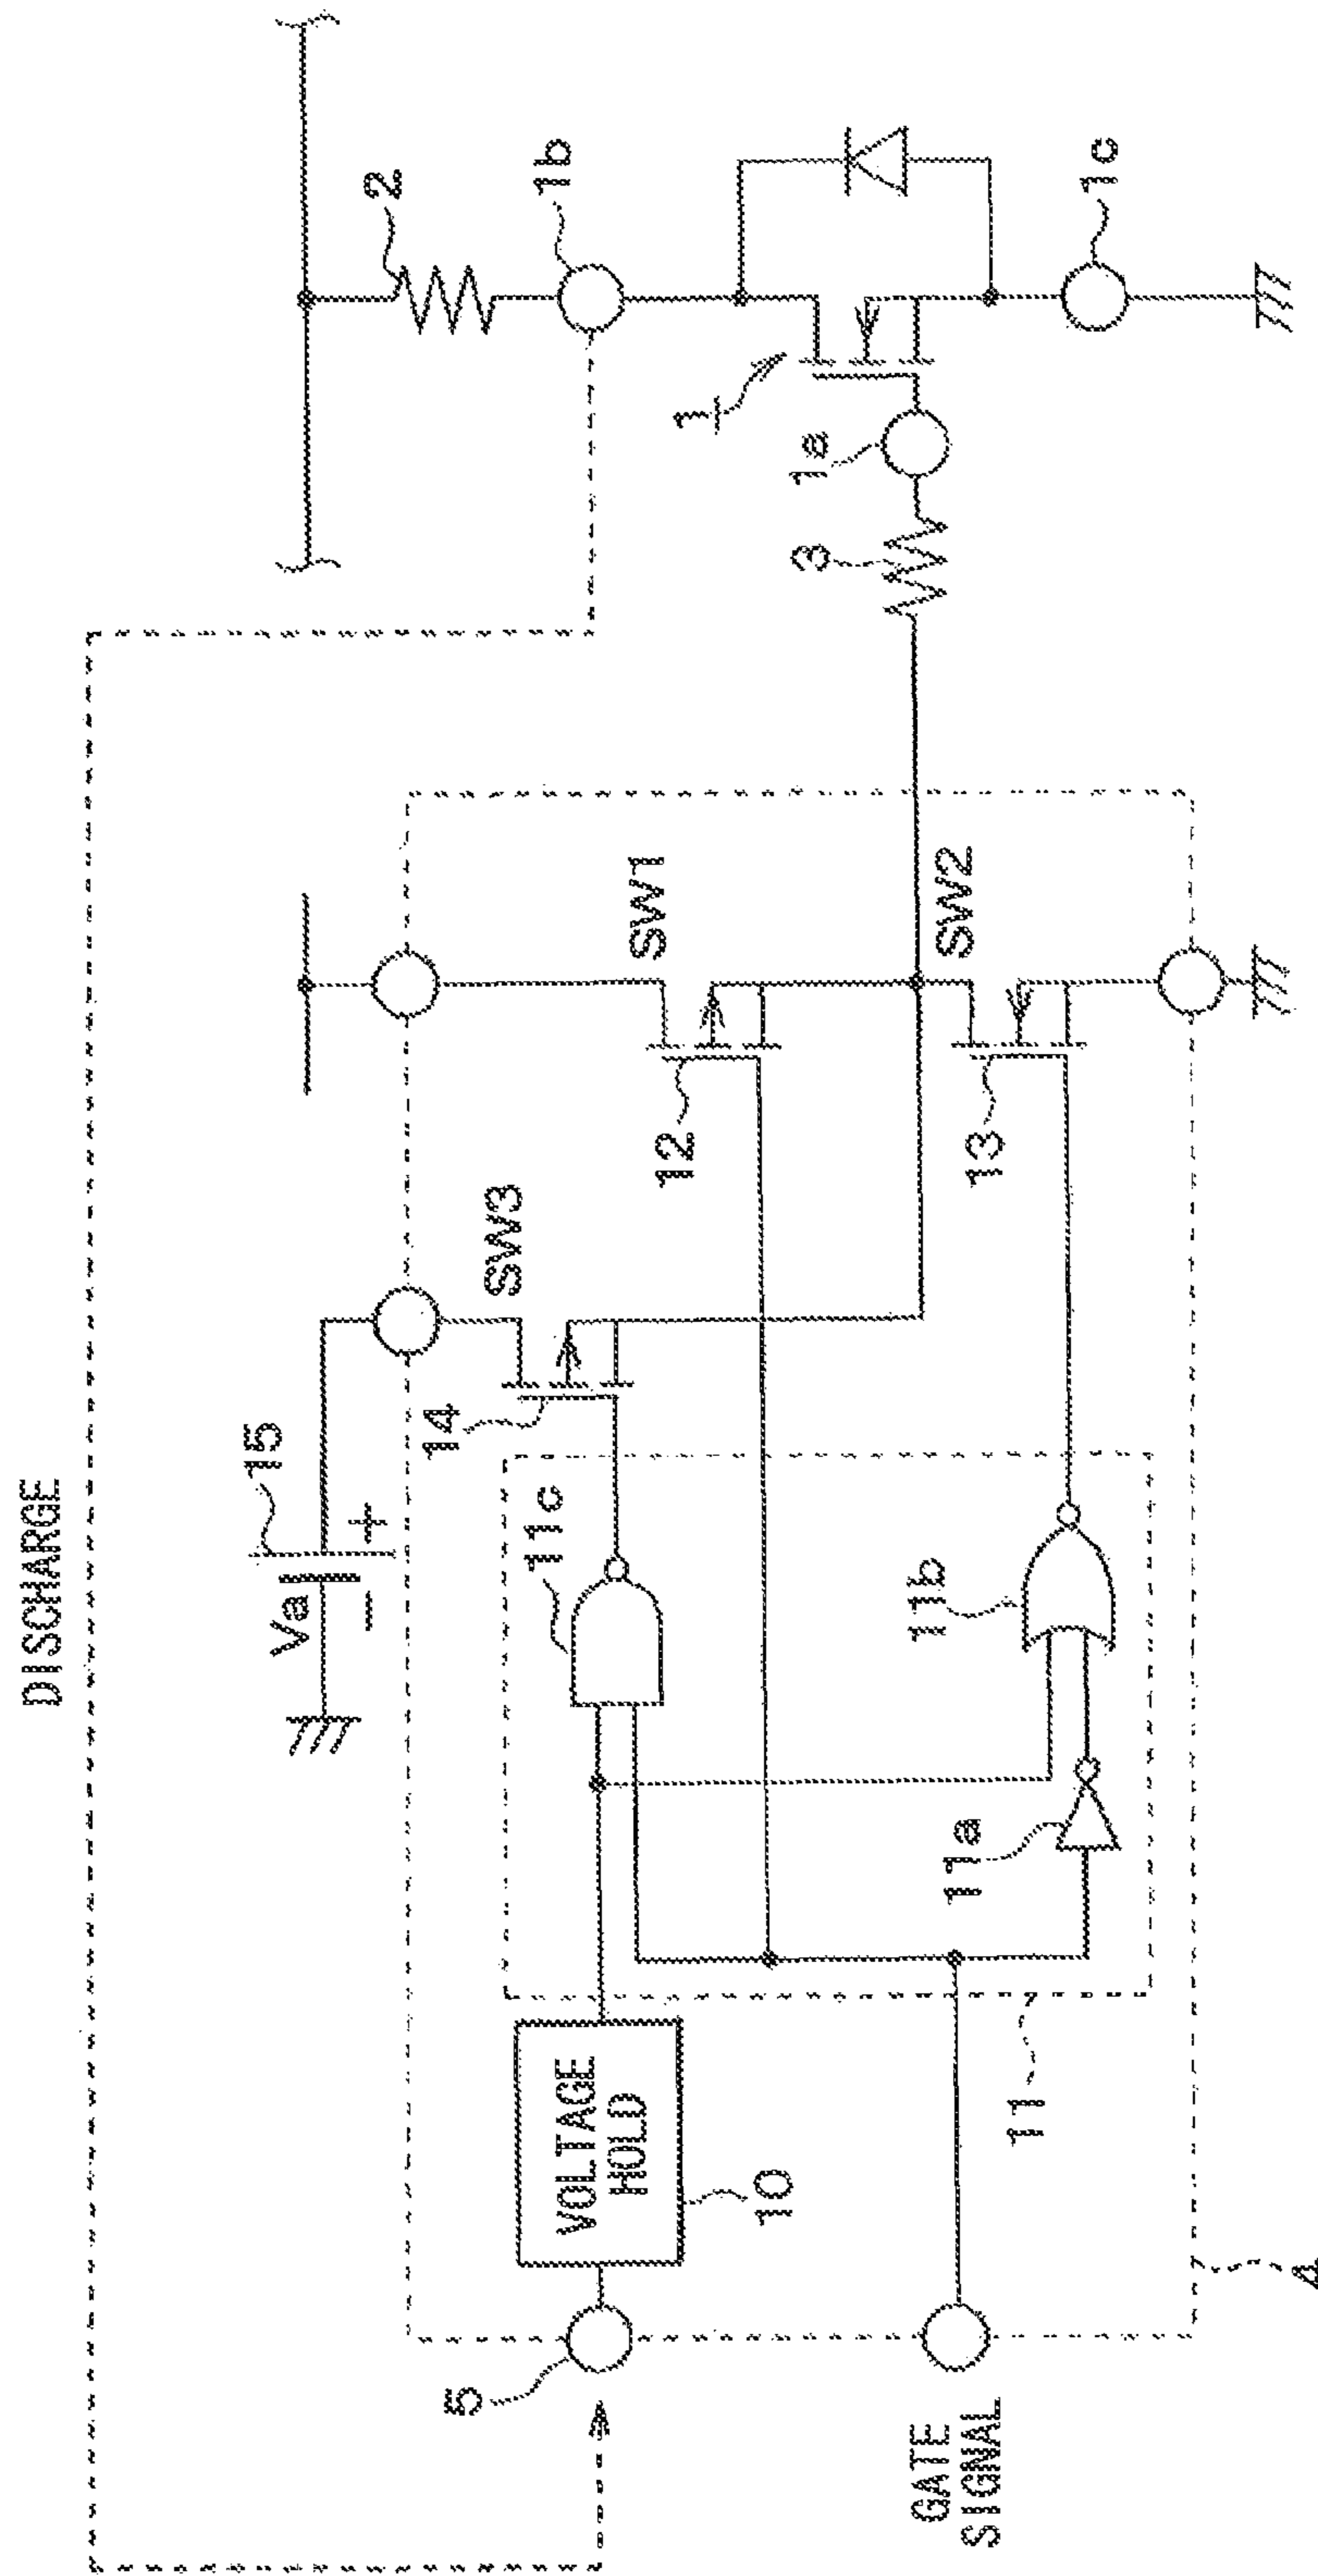 DISCHARGE
Va
15
−
+
2
1b
SW3
SW1
14
12
1
1a
3
1c
11c
SW2
13
VOLTAGE
HOLD
10
5
11b
11a
11
GATE
SIGNAL
4